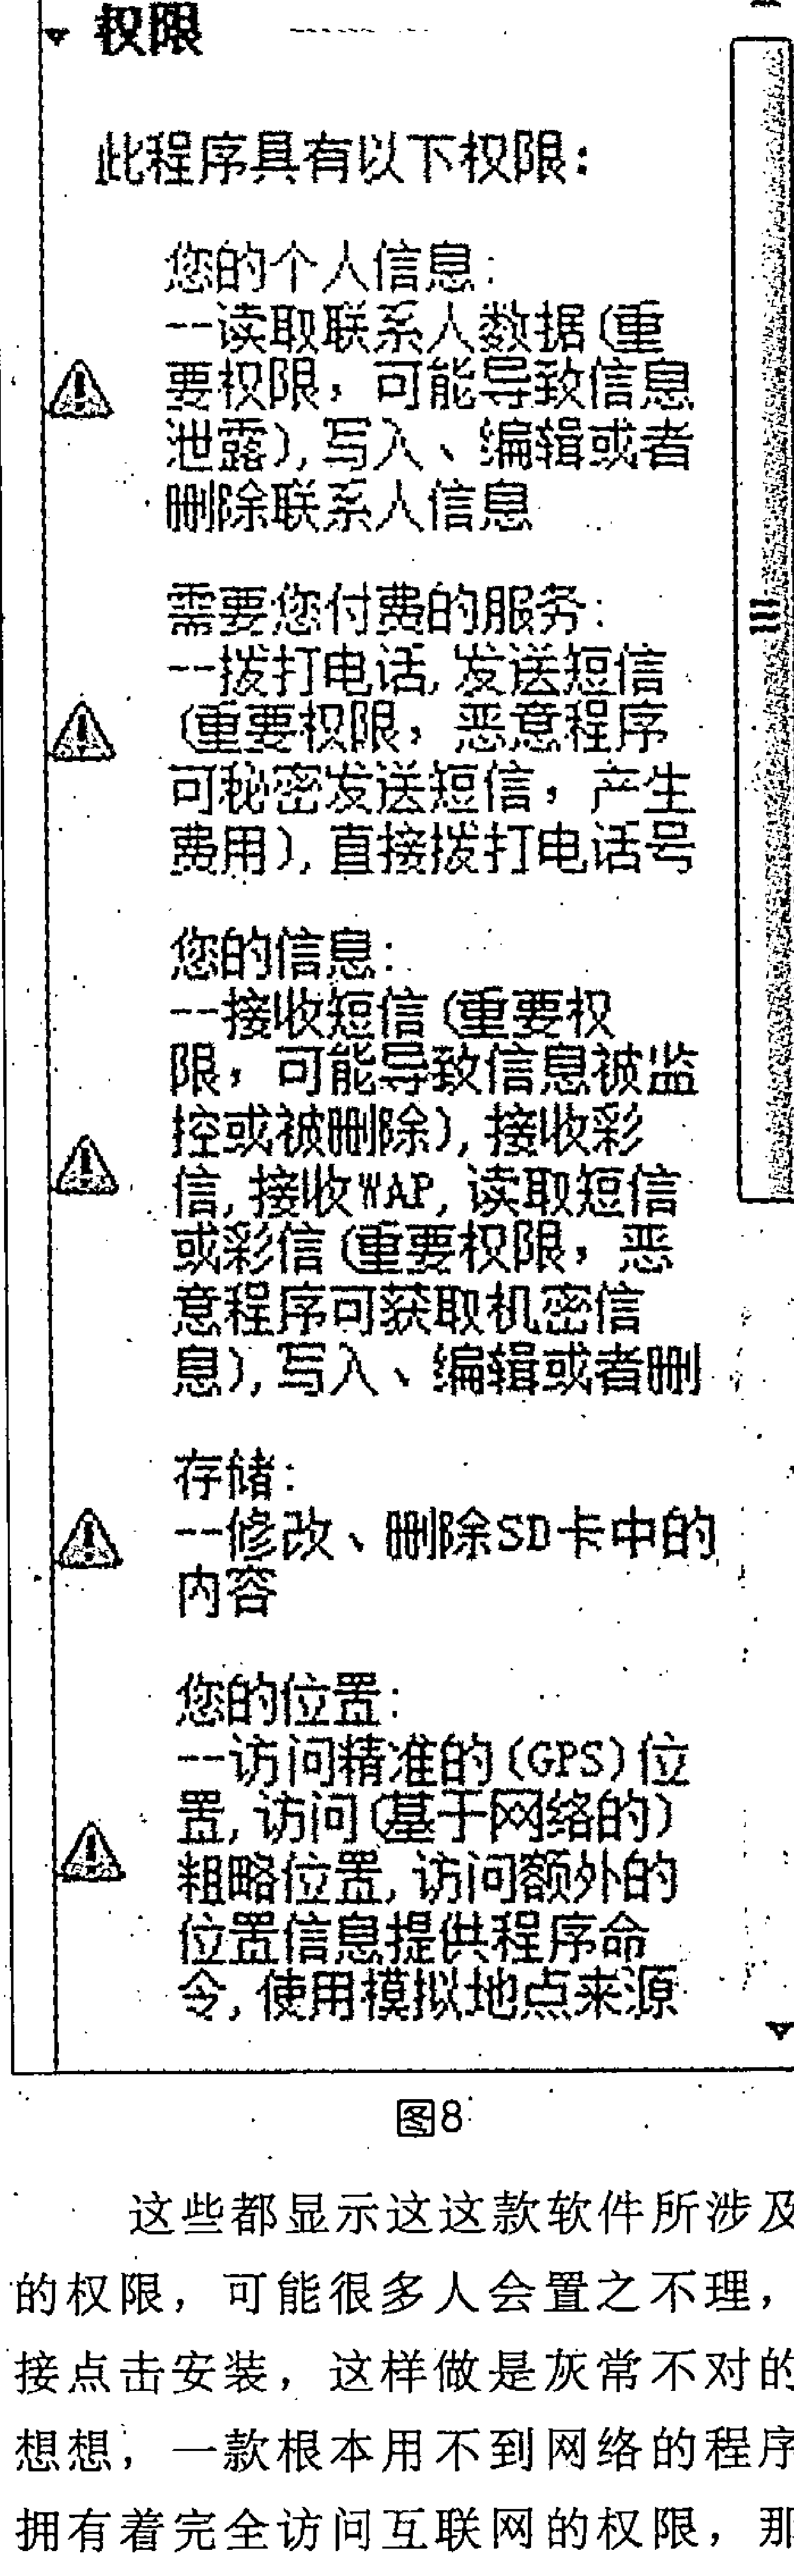 权限
此程序具有以下权限：
您的个人信息：
--读取联系人数据(重
要权限，可能导致信息
泄露),写入、编辑或者
删除联系人信息
需要您付费的服务：
--拨打电话,发送短信
(重要权限，恶意程序
可秘密发送短信，产生
费用),直接拨打电话号
您的信息：
--接收短信(重要权
限，可能导致信息被监
控或被删除),接收彩
信,接收WAP,读取短信
或彩信(重要权限，恶
意程序可获取机密信
息),写入、编辑或者删
存储：
--修改、删除SD卡中的
内容
您的位置：
--访问精准的(GPS)位
置,访问(基于网络的)
粗略位置,访问额外的
位置信息提供程序命
令,使用模拟地点来源
图8
这些都显示这这款软件所涉及
的权限，可能很多人会置之不理，
接点击安装，这样做是灰常不对的
想想，一款根本用不到网络的程序
拥有着完全访问互联网的权限，那